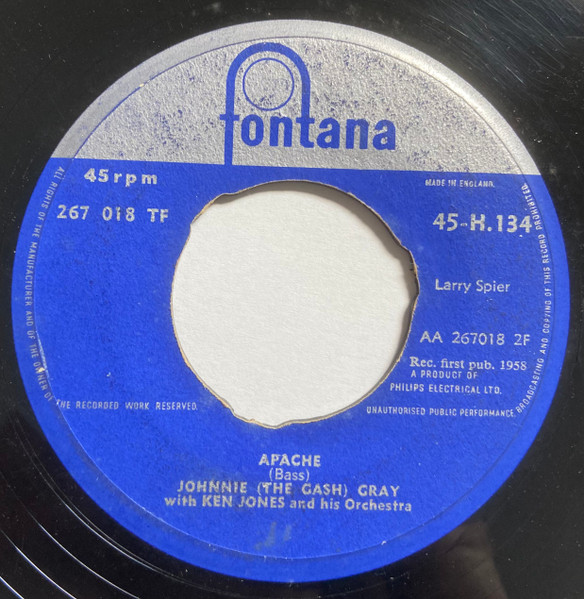 fontana
45 rpm
MADE IN ENGLAND.
267 018 TF
45-H.134
Larry Spier
AA 267018 2F
Rec. first pub. 1958
A PRODUCT OF
PHILIPS ELECTRICAL LTD.
ALL RIGHTS OF THE MANUFACTURER AND OF THE OWNER OF
THE RECORDED WORK RESERVED.
UNAUTHORISED PUBLIC PERFORMANCE,
BROADCASTING AND COPYING OF THIS RECORD PROHIBITED.
APACHE
(Bass)
JOHNNIE (THE GASH) GRAY
with KEN JONES and his Orchestra